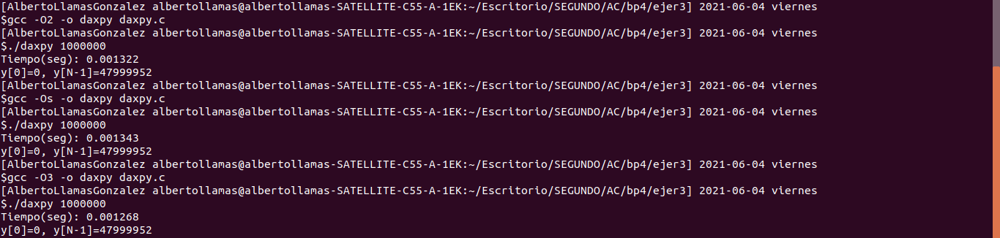 [AlbertoLlamasGonzalez albertollamas@albertollamas-SATELLITE-C55-A-1EK:~/Escritorio/SEGUNDO/AC/bp4/ejer3] 2021-06-04 viernes
$gcc -O2 -o daxpy daxpy.c
[AlbertoLlamasGonzalez albertollamas@albertollamas-SATELLITE-C55-A-1EK:~/Escritorio/SEGUNDO/AC/bp4/ejer3] 2021-06-04 viernes
$./daxpy 1000000
Tiempo(seg): 0.001322
y[0]=0, y[N-1]=47999952
[AlbertoLlamasGonzalez albertollamas@albertollamas-SATELLITE-C55-A-1EK:~/Escritorio/SEGUNDO/AC/bp4/ejer3] 2021-06-04 viernes
$gcc -Os -o daxpy daxpy.c
[AlbertoLlamasGonzalez albertollamas@albertollamas-SATELLITE-C55-A-1EK:~/Escritorio/SEGUNDO/AC/bp4/ejer3] 2021-06-04 viernes
$./daxpy 1000000
Tiempo(seg): 0.001343
y[0]=0, y[N-1]=47999952
[AlbertoLlamasGonzalez albertollamas@albertollamas-SATELLITE-C55-A-1EK:~/Escritorio/SEGUNDO/AC/bp4/ejer3] 2021-06-04 viernes
$gcc -O3 -o daxpy daxpy.c
[AlbertoLlamasGonzalez albertollamas@albertollamas-SATELLITE-C55-A-1EK:~/Escritorio/SEGUNDO/AC/bp4/ejer3] 2021-06-04 viernes
$./daxpy 1000000
Tiempo(seg): 0.001268
y[0]=0, y[N-1]=47999952